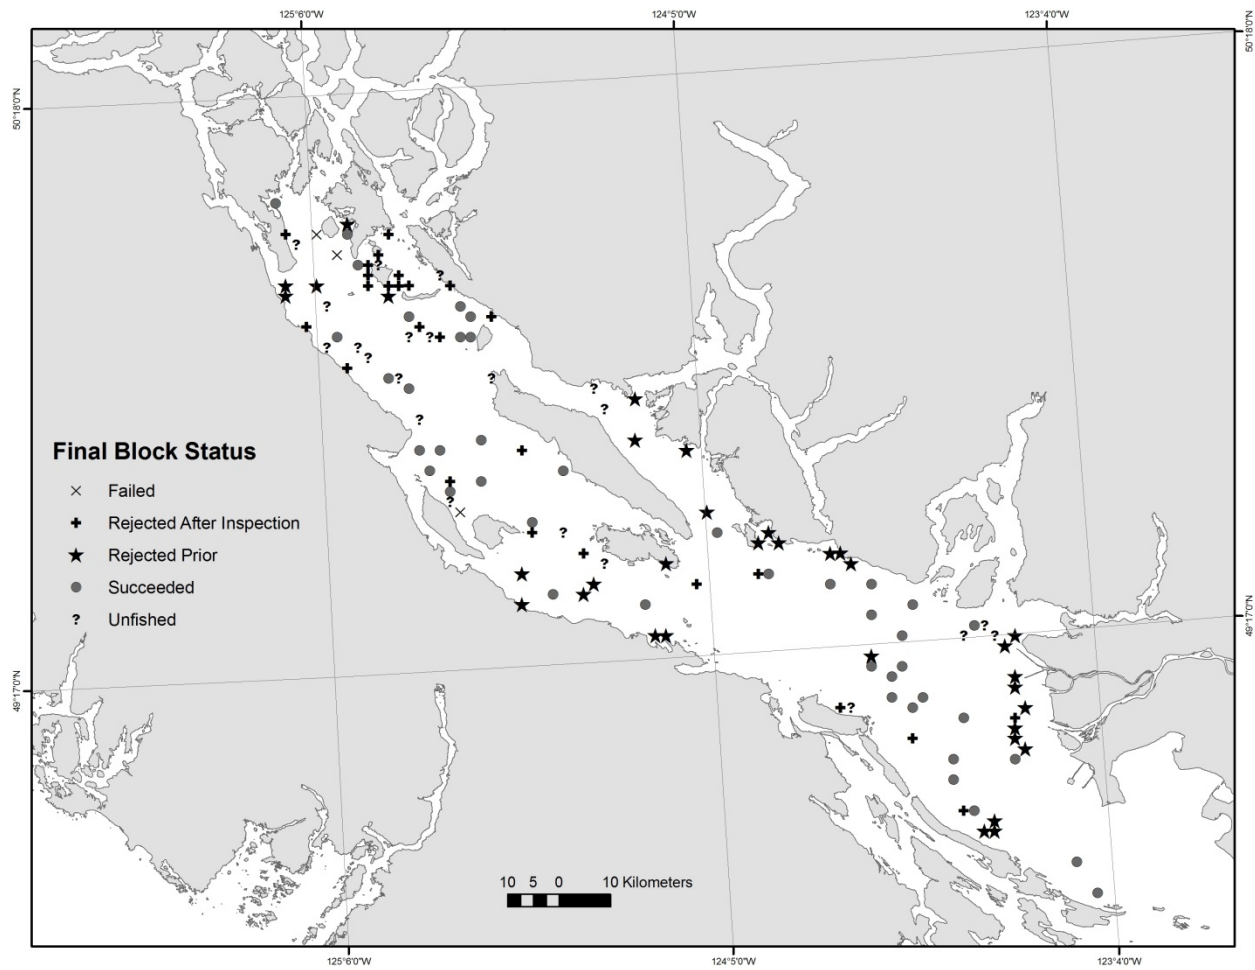 125°6'0"W 124°5'0"W 123°4'0"W
50°18'0"N
50°18'0"N
Final Block Status
Failed
Rejected After Inspection
Rejected Prior
Succeeded
? Unfished
49°17'0"N
49°17'0"N
10 5 0 10 Kilometers
125°6'0"W 124°5'0"W 123°4'0"W